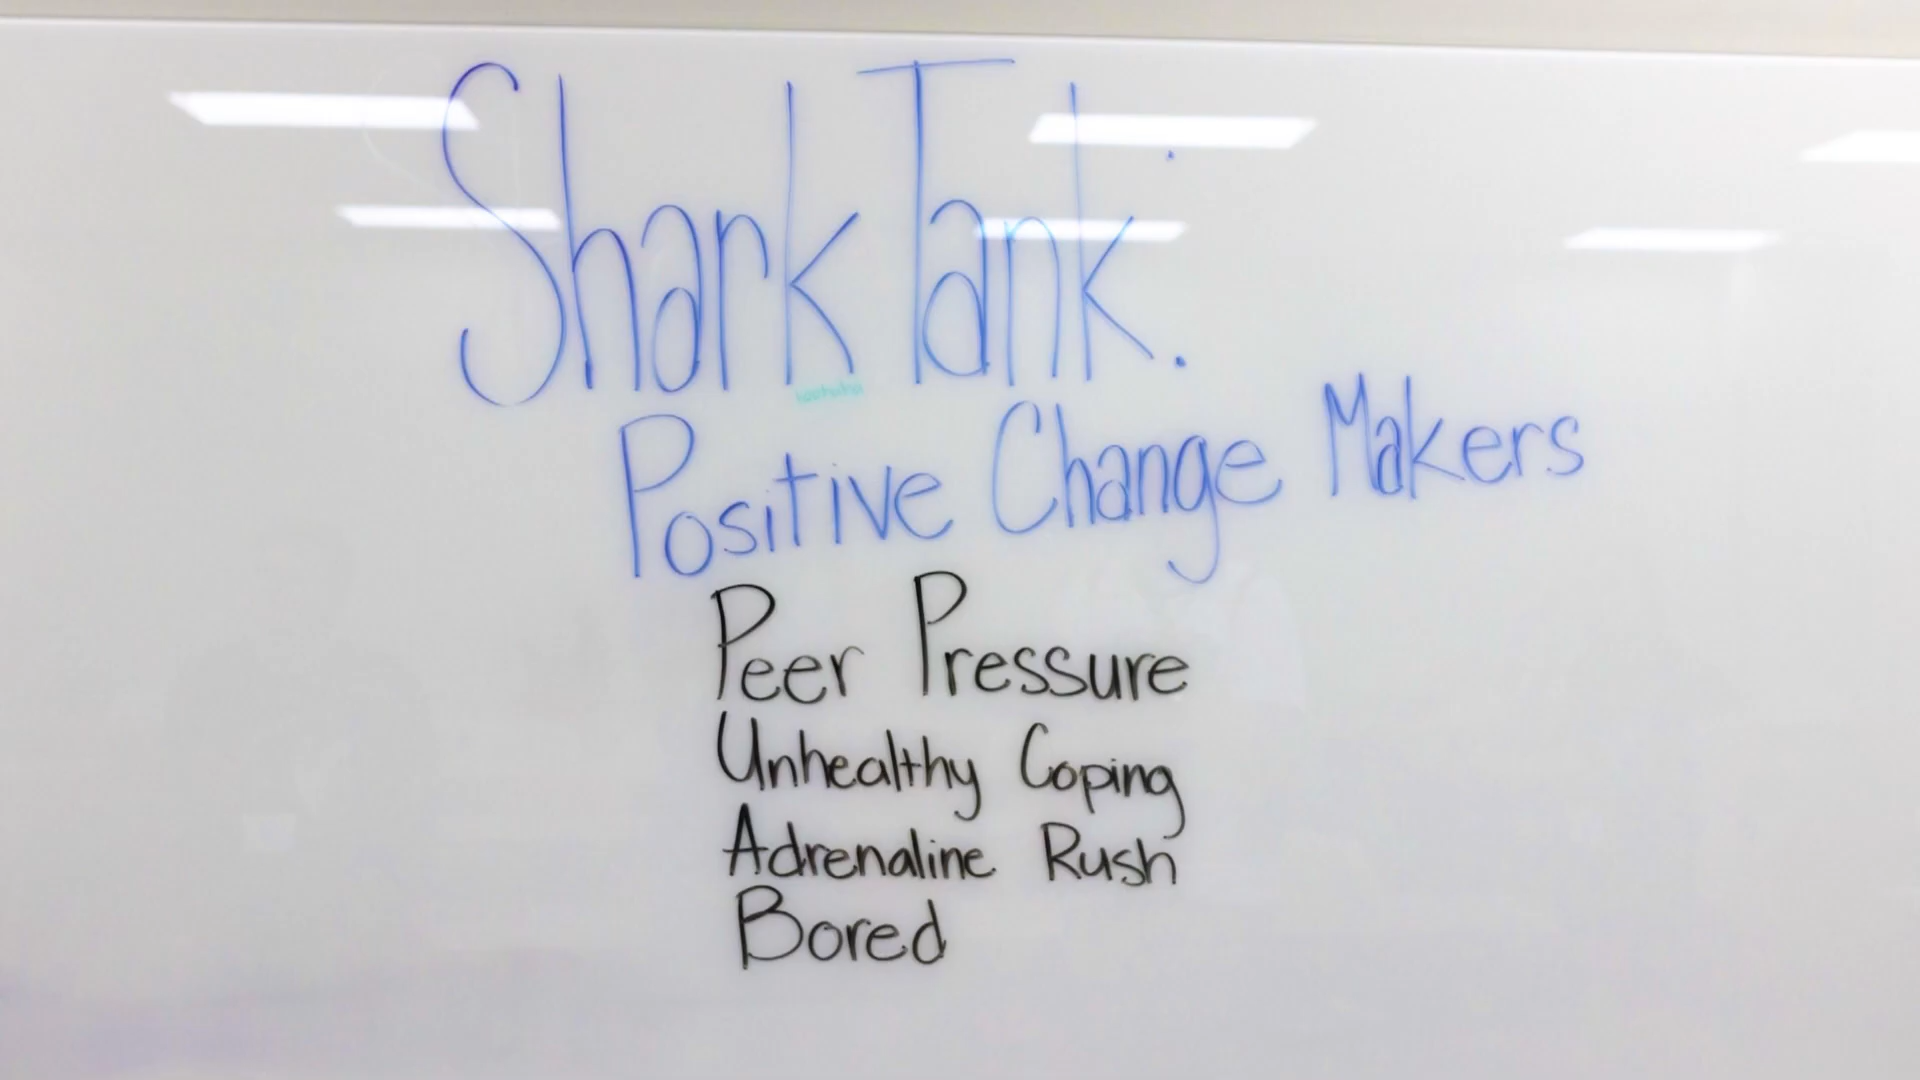 Shark Tank:
Positive Change Makers
Peer Pressure
Unhealthy Coping
Adrenaline Rush
Bored